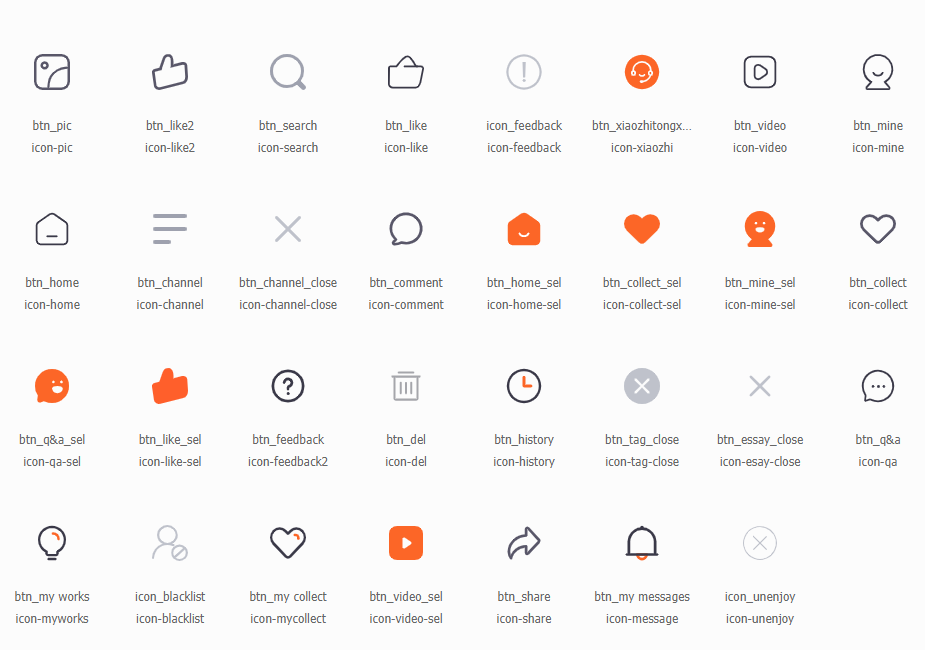 btn_pic btn_like2 btn_search btn_like icon_feedback btn_xiaozhitongx... btn_video btn_mine
icon-pic icon-like2 icon-search icon-like icon-feedback icon-xiaozhi icon-video icon-mine
btn_home btn_channel btn_channel_close btn_comment btn_home_sel btn_collect_sel btn_mine_sel btn_collect
icon-home icon-channel icon-channel-close icon-comment icon-home-sel icon-collect-sel icon-mine-sel icon-collect
btn_q&a_sel btn_like_sel btn_feedback btn_del btn_history btn_tag_close btn_essay_close btn_q&a
icon-qa-sel icon-like-sel icon-feedback2 icon-del icon-history icon-tag-close icon-esay-close icon-qa
btn_my works icon_blacklist btn_my collect btn_video_sel btn_share btn_my messages icon_unenjoy
icon-myworks icon-blacklist icon-mycollect icon-video-sel icon-share icon-message icon-unenjoy